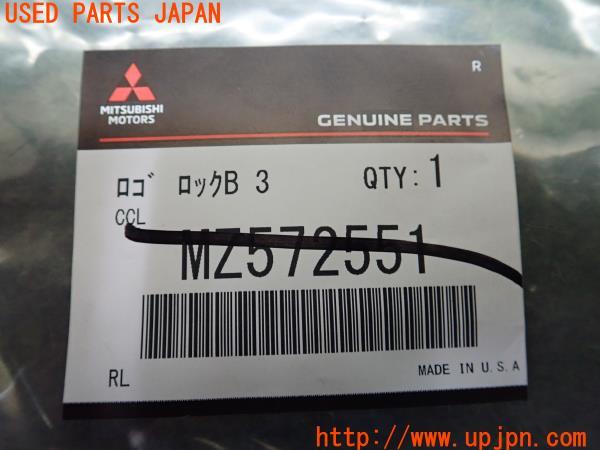 USED PARTS JAPAN
R
MITSUBISHI
MOTORS
GENUINE PARTS
ﾛｺﾞ ﾛｯｸB 3 QTY: 1
CCL
MZ572551
RL
MADE IN U.S.A
http://www.upjpn.com